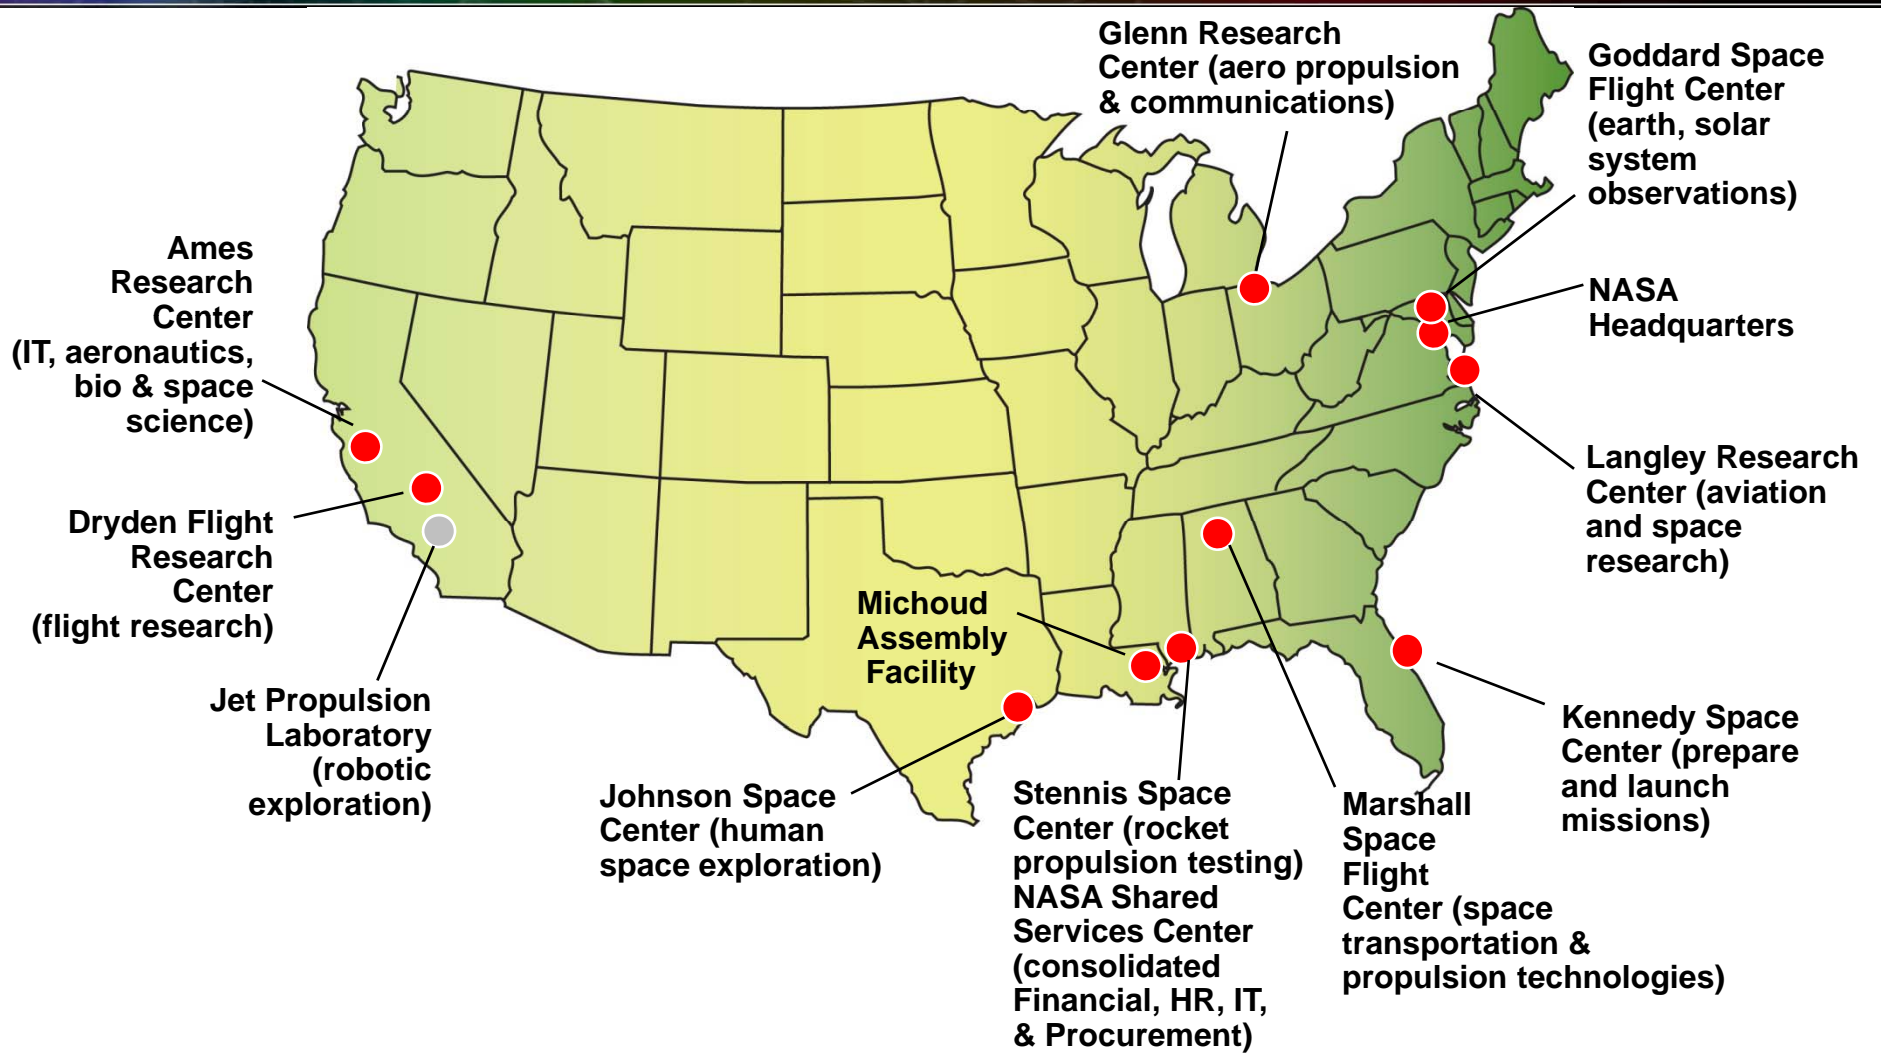 Glenn Research
Center (aero propulsion
& communications)
Goddard Space
Flight Center
(earth, solar
system
observations)
Ames
Research
Center
(IT, aeronautics,
bio & space
science)
NASA
Headquarters
Langley Research
Center (aviation
and space
research)
Dryden Flight
Research
Center
(flight research)
Michoud
Assembly
Facility
Jet Propulsion
Laboratory
(robotic
exploration)
Johnson Space
Center (human
space exploration)
Stennis Space
Center (rocket
propulsion testing)
NASA Shared
Services Center
(consolidated
Financial, HR, IT,
& Procurement)
Marshall
Space
Flight
Center (space
transportation &
propulsion technologies)
Kennedy Space
Center (prepare
and launch
missions)